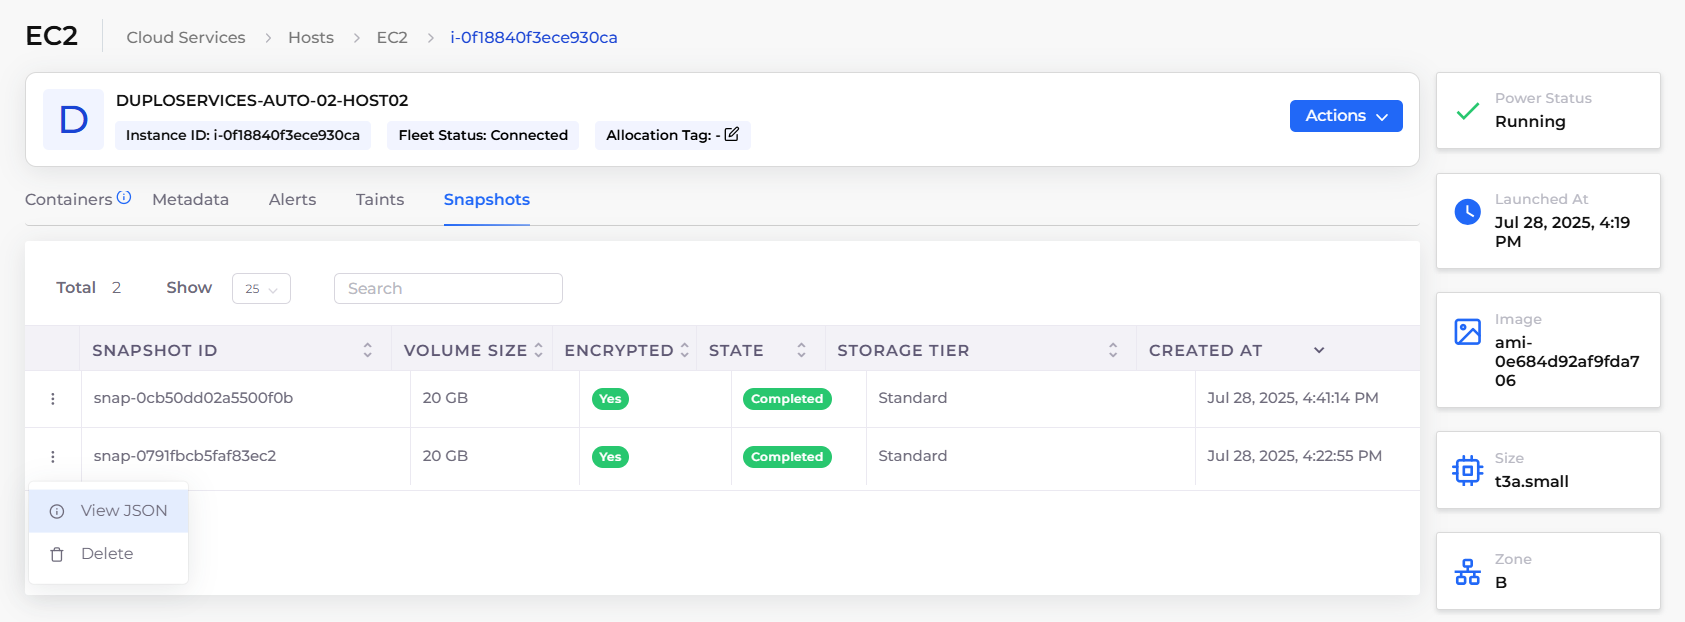 EC2
Cloud Services > Hosts > EC2 > i-0f18840f3ece930ca
D
DUPLOSERVICES-AUTO-02-HOST02
Instance ID: i-0f18840f3ece930ca
Fleet Status: Connected
Allocation Tag: -
Actions
Containers
Metadata
Alerts
Taints
Snapshots
Total 2
Show 25
Search
SNAPSHOT ID VOLUME SIZE ENCRYPTED STATE STORAGE TIER CREATED AT
snap-0cb50dd02a5500f0b 20 GB Yes Completed Standard Jul 28, 2025, 4:41:14 PM
snap-0791fbcb5faf83ec2 20 GB Yes Completed Standard Jul 28, 2025, 4:22:55 PM
View JSON
Delete
Power Status
Running
Launched At
Jul 28, 2025, 4:19
PM
Image
ami-
0e684d92af9fda7
06
Size
t3a.small
Zone
B